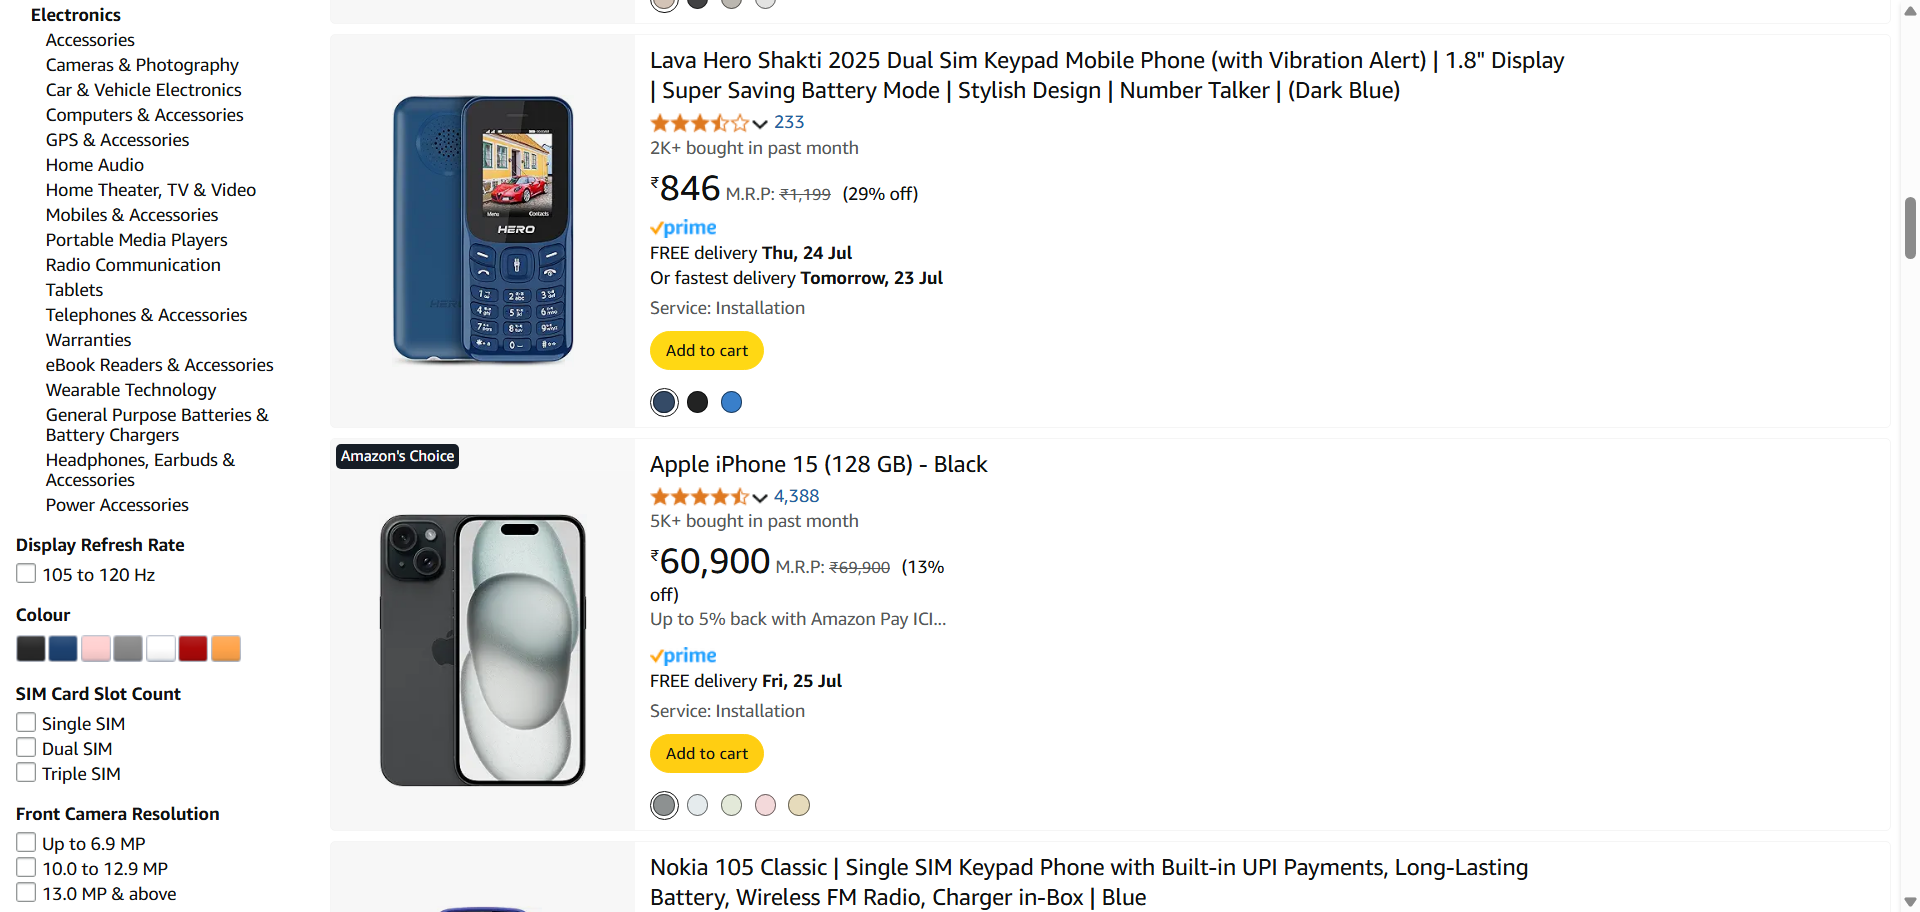 Electronics
Accessories
Cameras & Photography
Car & Vehicle Electronics
Computers & Accessories
GPS & Accessories
Home Audio
Home Theater, TV & Video
Mobiles & Accessories
Portable Media Players
Radio Communication
Tablets
Telephones & Accessories
Warranties
eBook Readers & Accessories
Wearable Technology
General Purpose Batteries &
Battery Chargers
Headphones, Earbuds &
Accessories
Power Accessories
Display Refresh Rate
105 to 120 Hz
Colour
SIM Card Slot Count
Single SIM
Dual SIM
Triple SIM
Front Camera Resolution
Up to 6.9 MP
10.0 to 12.9 MP
13.0 MP & above
Menu Contacts
HERO
Lava Hero Shakti 2025 Dual Sim Keypad Mobile Phone (with Vibration Alert) | 1.8" Display
| Super Saving Battery Mode | Stylish Design | Number Talker | (Dark Blue)
233
2K+ bought in past month
₹846 M.R.P: ₹1,199 (29% off)
prime
FREE delivery Thu, 24 Jul
Or fastest delivery Tomorrow, 23 Jul
Service: Installation
Add to cart
Amazon's Choice
Apple iPhone 15 (128 GB) - Black
4,388
5K+ bought in past month
₹60,900 M.R.P: ₹69,900 (13%
off)
Up to 5% back with Amazon Pay ICI...
prime
FREE delivery Fri, 25 Jul
Service: Installation
Add to cart
Nokia 105 Classic | Single SIM Keypad Phone with Built-in UPI Payments, Long-Lasting
Battery, Wireless FM Radio, Charger in-Box | Blue